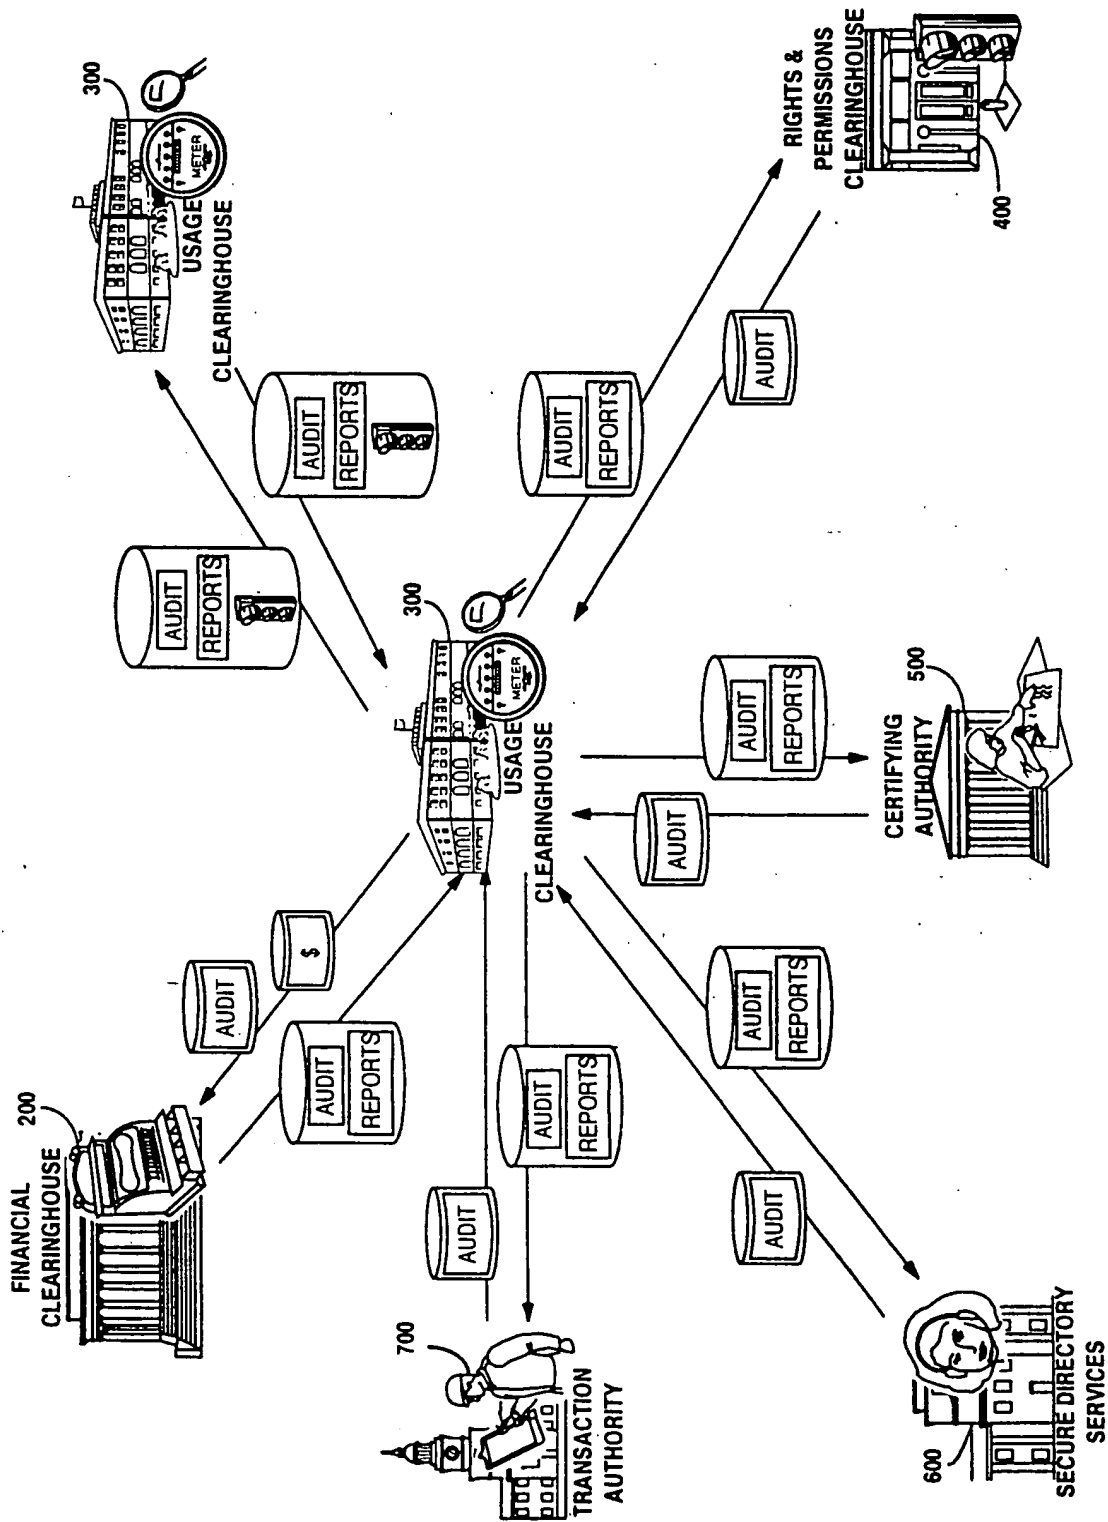 FINANCIAL
CLEARINGHOUSE
200
AUDIT
$
AUDIT
REPORTS
AUDIT
REPORTS
300
USAGE
CLEARINGHOUSE
METER
AUDIT
REPORTS
TRANSACTION
AUTHORITY
700
AUDIT
AUDIT
REPORTS
300
USAGE
CLEARINGHOUSE
METER
AUDIT
REPORTS
AUDIT
RIGHTS &
PERMISSIONS
CLEARINGHOUSE
400
SECURE DIRECTORY
SERVICES
600
AUDIT
AUDIT
REPORTS
AUDIT
AUDIT
REPORTS
CERTIFYING
AUTHORITY
500